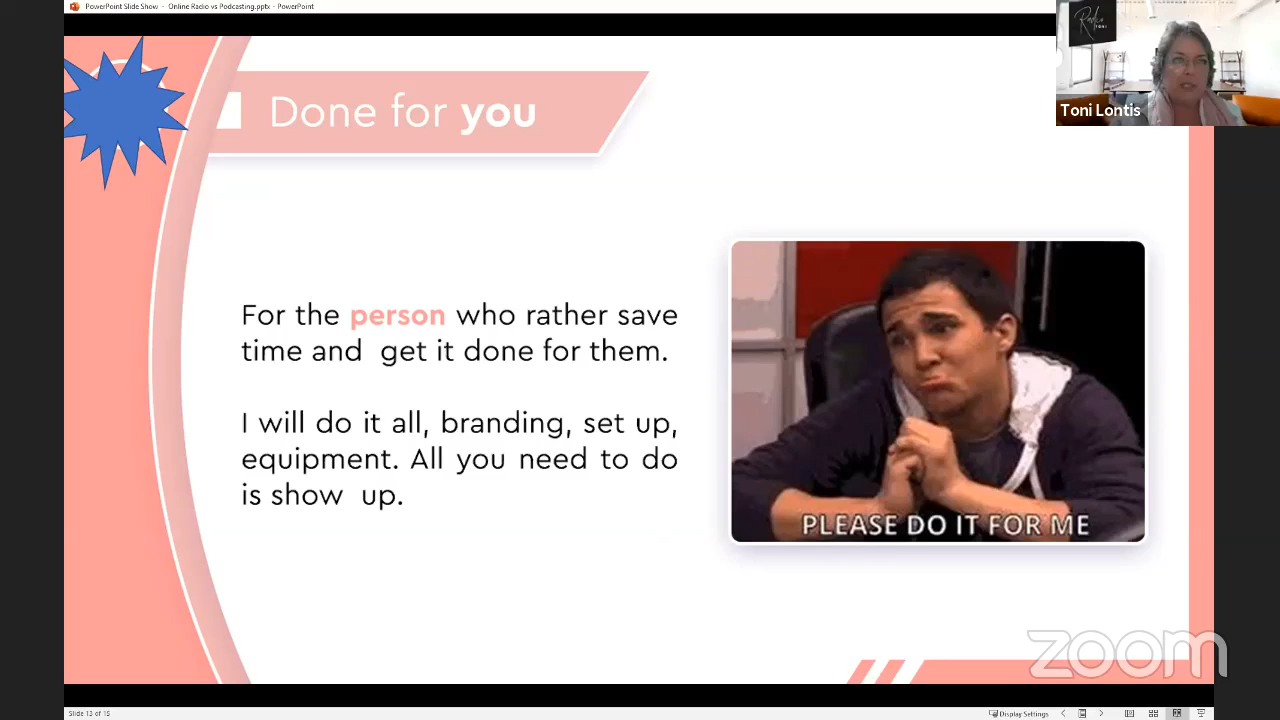 PowerPoint Slide Show - Online Radio vs Podcasting.pptx - PowerPoint
Radio
TONI
Toni Lontis
Done for you
For the person who rather save
time and get it done for them.
I will do it all, branding, set up,
equipment. All you need to do
is show up.
PLEASE DO IT FOR ME
zoom
Slide 13 of 15
Display Settings